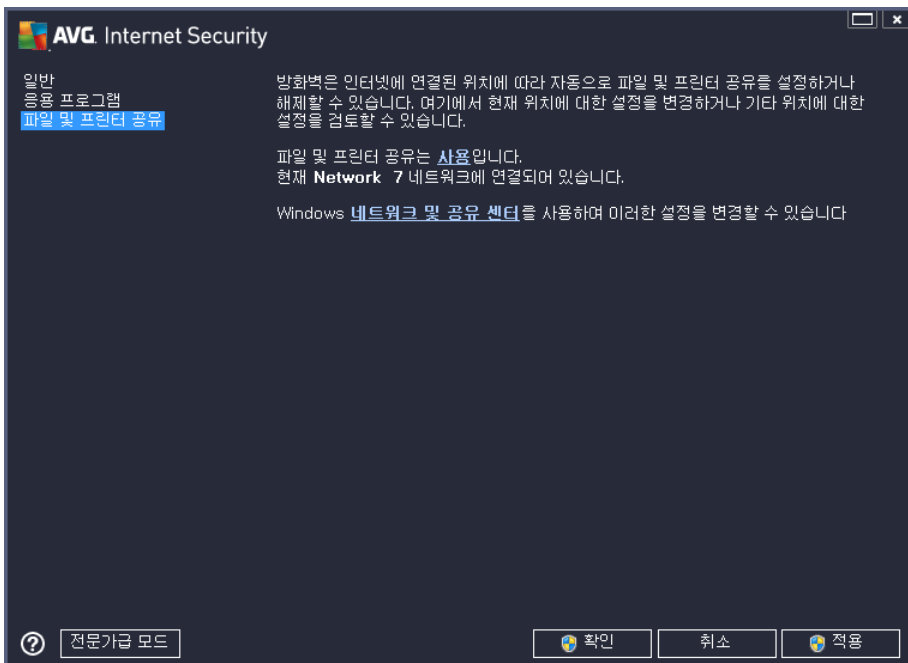 AVG. Internet Security
일반
응용 프로그램
파일 및 프린터 공유
방화벽은 인터넷에 연결된 위치에 따라 자동으로 파일 및 프린터 공유를 설정하거나
해제할 수 있습니다. 여기에서 현재 위치에 대한 설정을 변경하거나 기타 위치에 대한
설정을 검토할 수 있습니다.
파일 및 프린터 공유는 사용입니다.
현재 Network 7 네트워크에 연결되어 있습니다.
Windows 네트워크 및 공유 센터를 사용하여 이러한 설정을 변경할 수 있습니다
전문가급 모드
확인
취소
적용